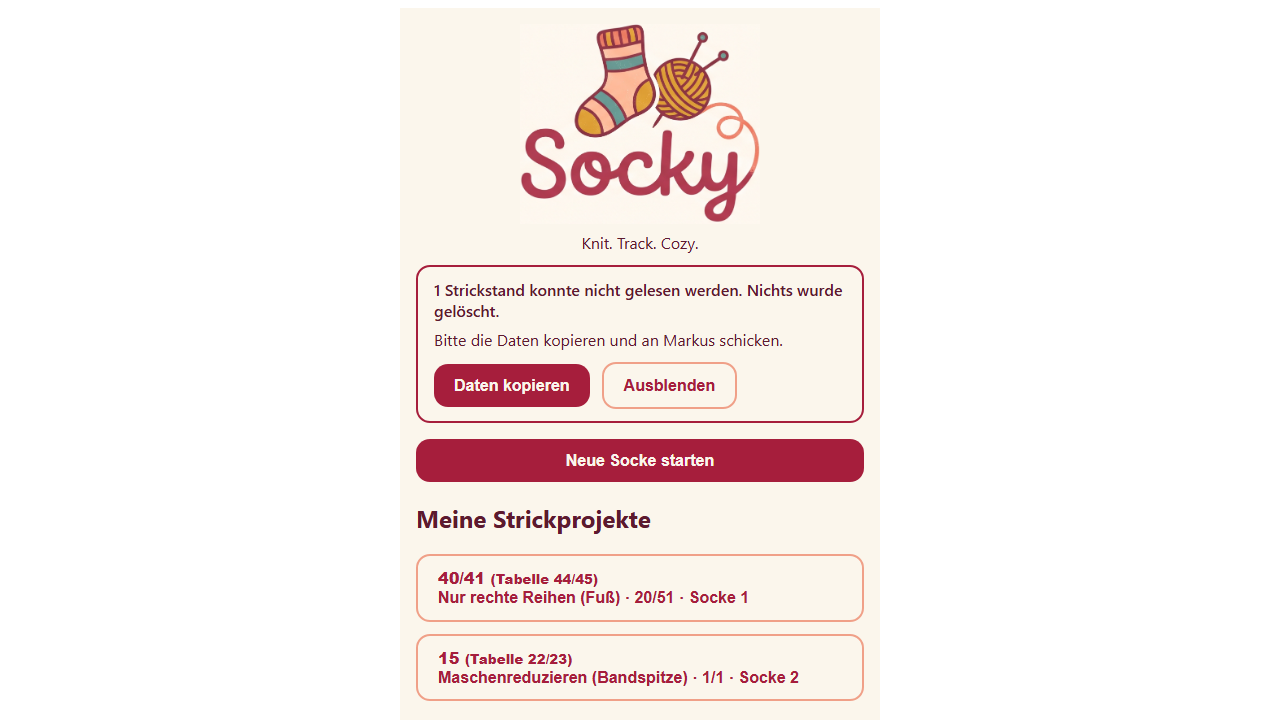 Socky
Knit. Track. Cozy.
1 Strickstand konnte nicht gelesen werden. Nichts wurde
gelöscht.
Bitte die Daten kopieren und an Markus schicken.
Daten kopieren
Ausblenden
Neue Socke starten
Meine Strickprojekte
40/41 (Tabelle 44/45)
Nur rechte Reihen (Fuß) · 20/51 · Socke 1
15 (Tabelle 22/23)
Maschenreduzieren (Bandspitze) · 1/1 · Socke 2